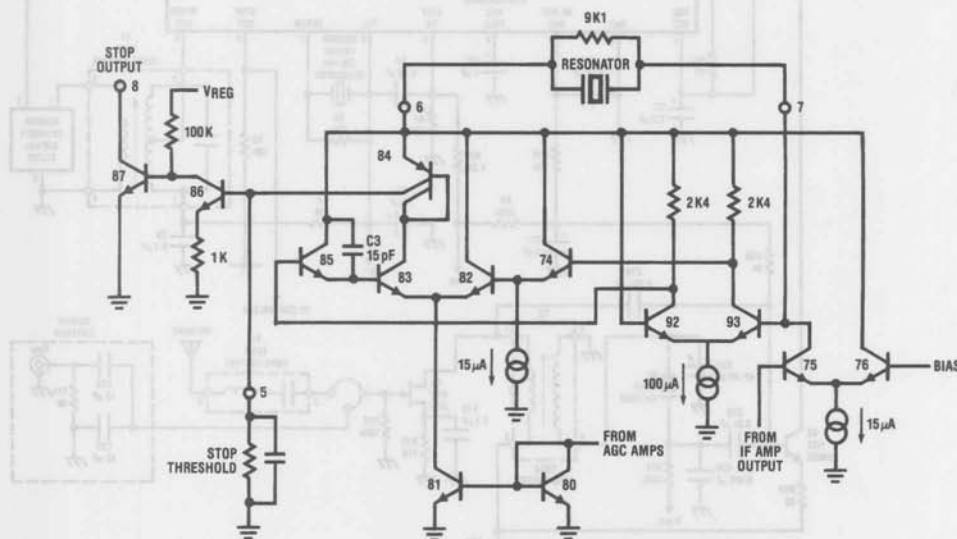 9K1
RESONATOR
STOP
OUTPUT
8
VREG
6
7
100K
84
87
86
2K4
2K4
1K
C3
15pF
85
83
82
74
92
93
75
76
BIAS
15µA
100µA
15µA
5
STOP
THRESHOLD
FROM
AGC AMPS
FROM
IF AMP
OUTPUT
81
80